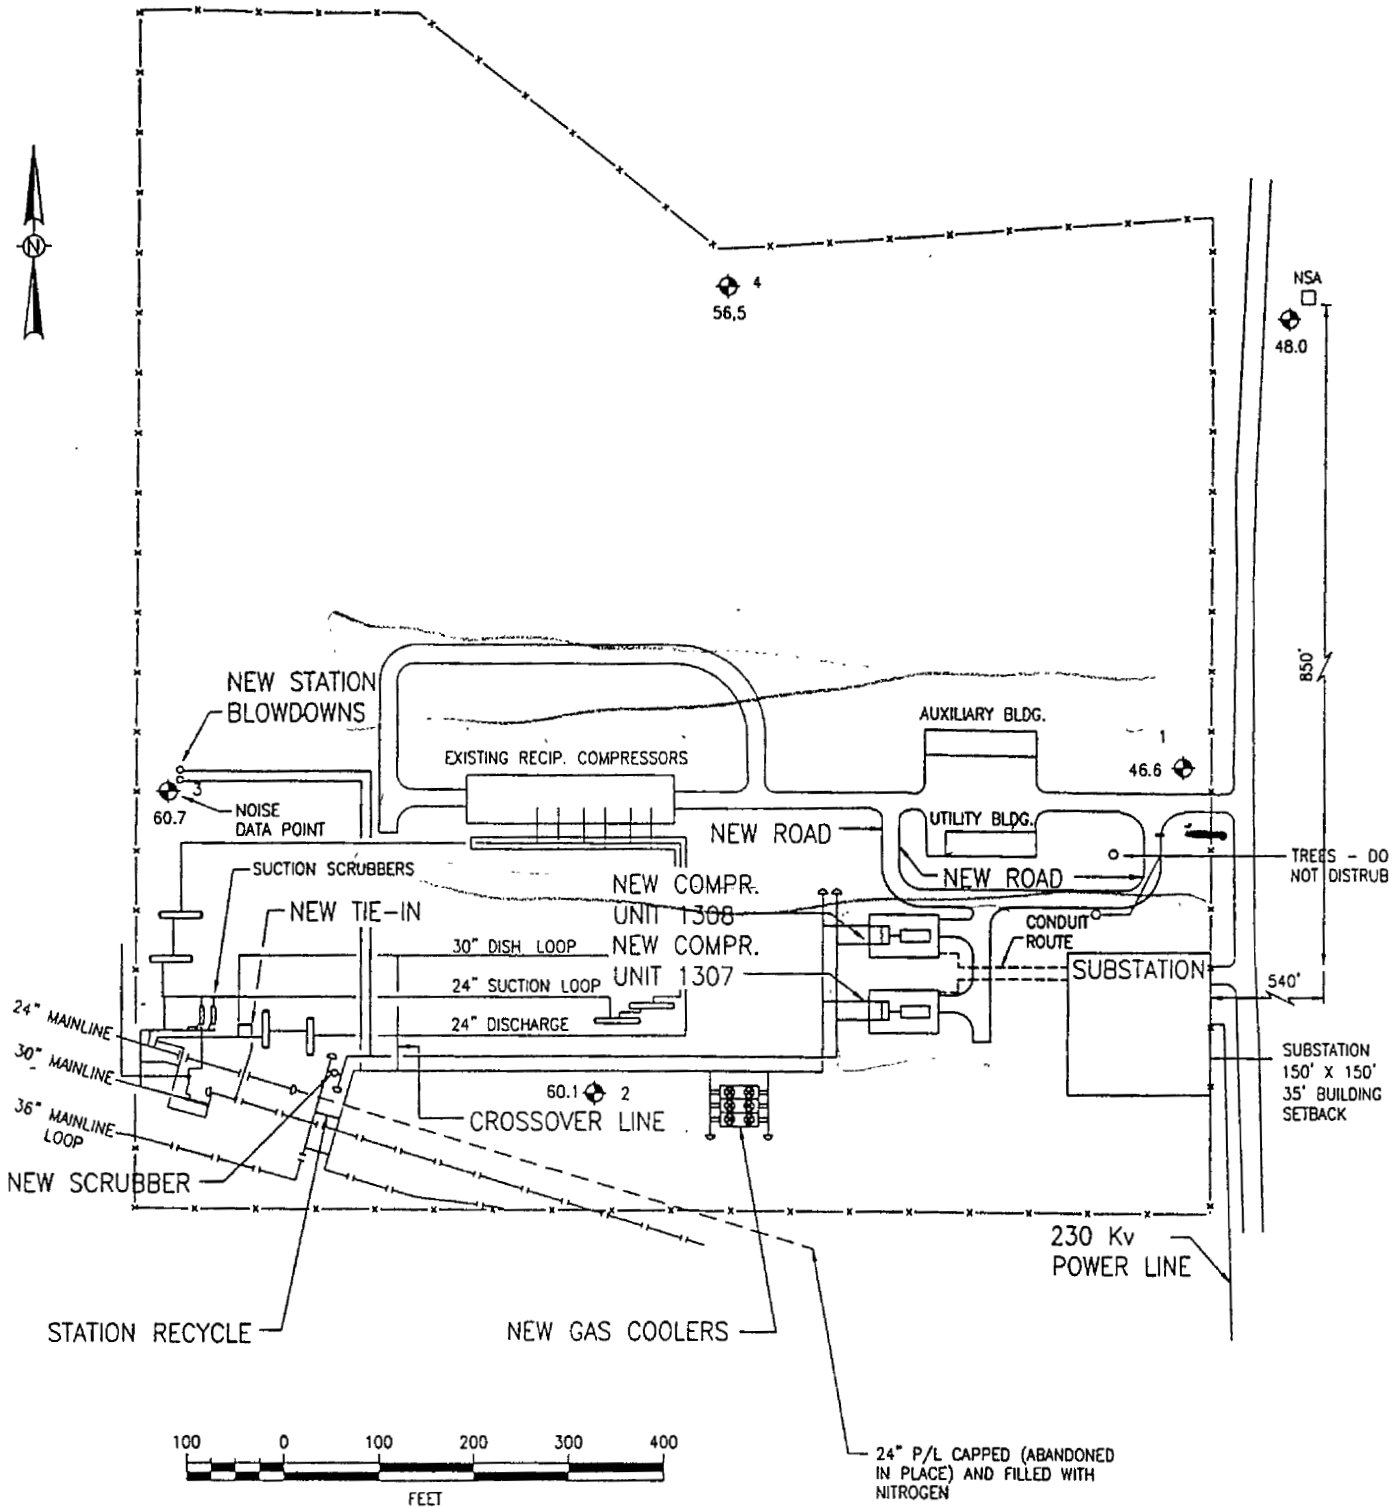 N
4
56,5
NSA
48.0
850'
NEW STATION
BLOWDOWNS
AUXILIARY BLDG.
EXISTING RECIP. COMPRESSORS
1
46.6
3
60.7
NOISE
DATA POINT
NEW ROAD
UTILITY BLDG.
SUCTION SCRUBBERS
NEW COMPR.
UNIT 1308
NEW ROAD
TREES - DO
NOT DISTRUB
NEW TIE-IN
CONDUIT
ROUTE
30" DISH LOOP
NEW COMPR.
UNIT 1307
SUBSTATION
24" SUCTION LOOP
540'
24" MAINLINE
24" DISCHARGE
30" MAINLINE
SUBSTATION
150' X 150'
35' BUILDING
SETBACK
36" MAINLINE
LOOP
60.1
2
CROSSOVER LINE
NEW SCRUBBER
230 Kv
POWER LINE
STATION RECYCLE
NEW GAS COOLERS
100 0 100 200 300 400
FEET
24" P/L CAPPED (ABANDONED
IN PLACE) AND FILLED WITH
NITROGEN